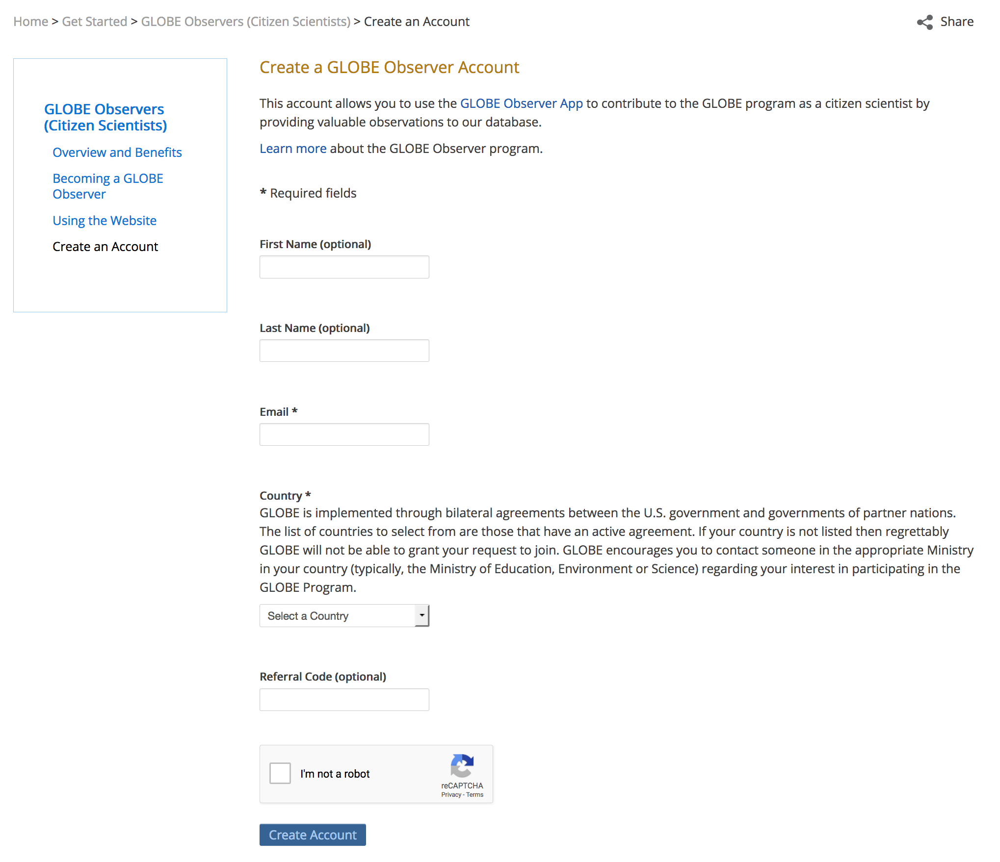 Home > Get Started > GLOBE Observers (Citizen Scientists) > Create an Account
Share
GLOBE Observers
(Citizen Scientists)
Overview and Benefits
Becoming a GLOBE
Observer
Using the Website
Create an Account
Create a GLOBE Observer Account
This account allows you to use the GLOBE Observer App to contribute to the GLOBE program as a citizen scientist by
providing valuable observations to our database.
Learn more about the GLOBE Observer program.
* Required fields
First Name (optional)
Last Name (optional)
Email *
Country *
GLOBE is implemented through bilateral agreements between the U.S. government and governments of partner nations.
The list of countries to select from are those that have an active agreement. If your country is not listed then regrettably
GLOBE will not be able to grant your request to join. GLOBE encourages you to contact someone in the appropriate Ministry
in your country (typically, the Ministry of Education, Environment or Science) regarding your interest in participating in the
GLOBE Program.
Select a Country
Referral Code (optional)
I'm not a robot
reCAPTCHA
Privacy - Terms
Create Account